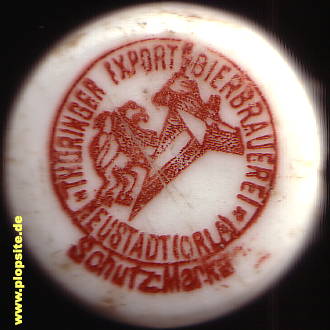 THÜRINGER EXPORT BIERBRAUEREI
NEUSTADT (ORLA)
Schutz-Marke
www.plopsite.de